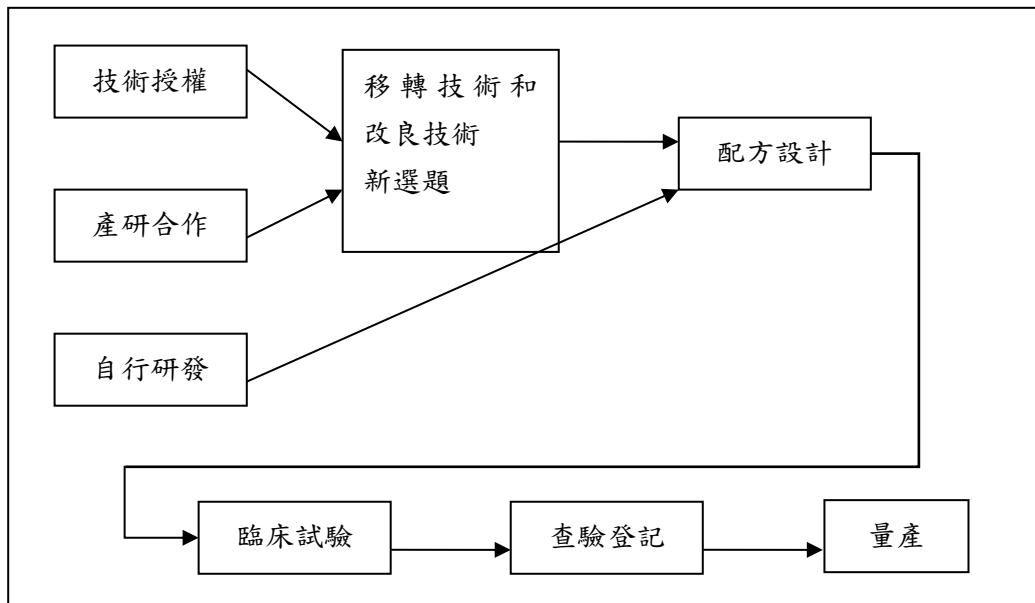 技術授權
移轉技術和
改良技術
新選題
配方設計
產研合作
自行研發
臨床試驗
查驗登記
量產